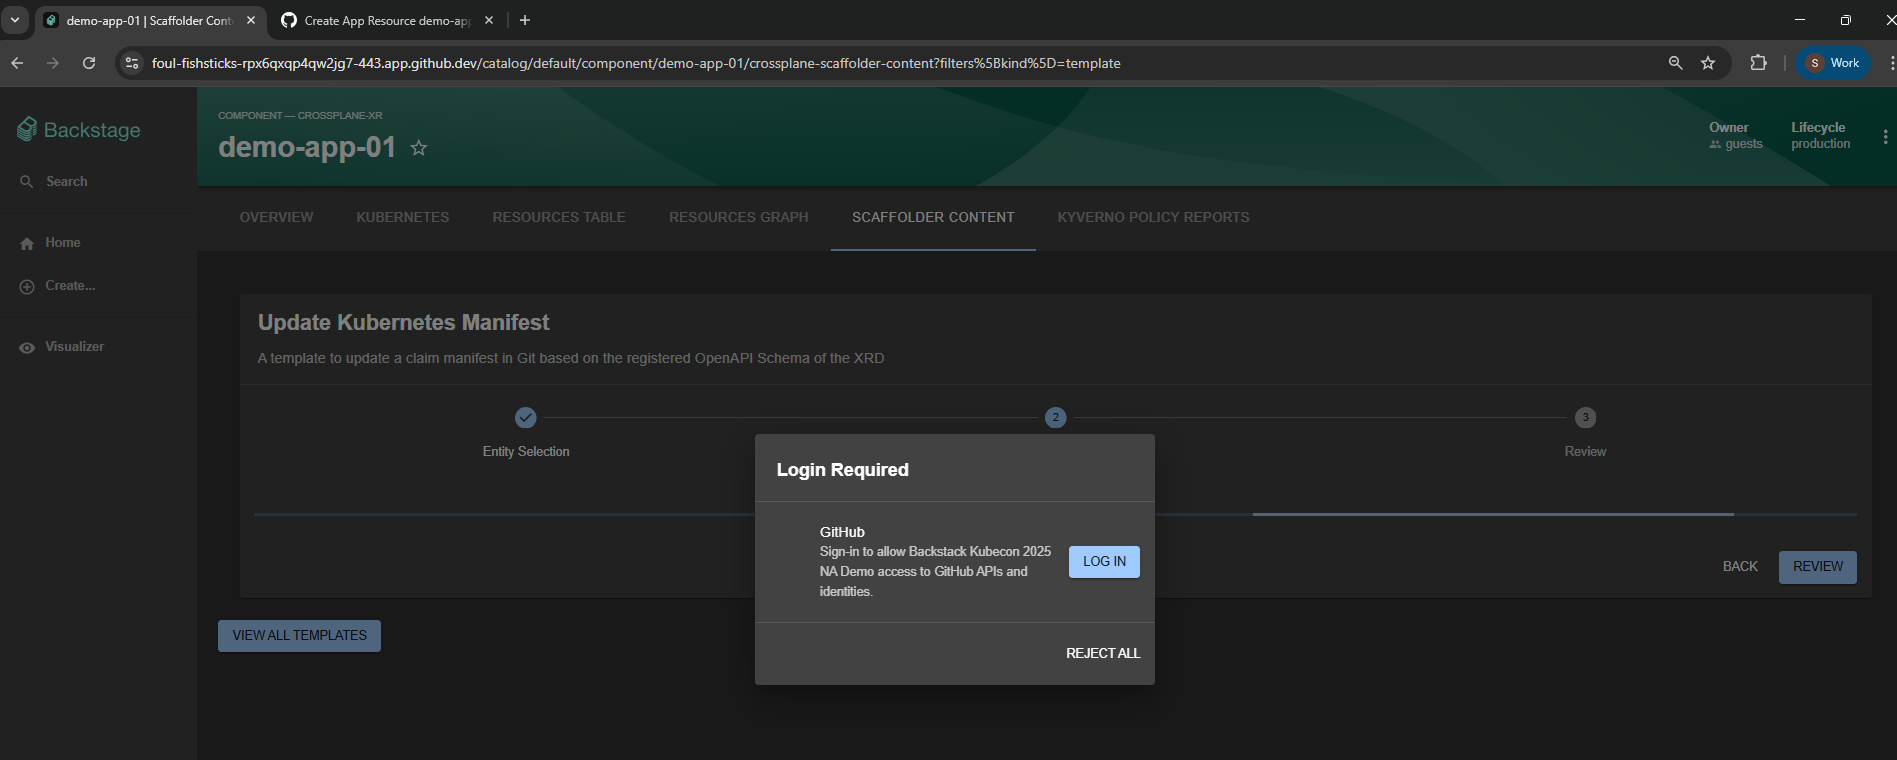 demo-app-01 | Scaffolder Cont
Create App Resource demo-app
foul-fishsticks-rpx6qxqp4qw2jg7-443.app.github.dev/catalog/default/component/demo-app-01/crossplane-scaffolder-content?filters%5Bkind%5D=template
S Work
Backstage
Search
Home
Create...
Visualizer
COMPONENT — CROSSPLANE-XR
demo-app-01
Owner
guests
Lifecycle
production
OVERVIEW
KUBERNETES
RESOURCES TABLE
RESOURCES GRAPH
SCAFFOLDER CONTENT
KYVERNO POLICY REPORTS
Update Kubernetes Manifest
A template to update a claim manifest in Git based on the registered OpenAPI Schema of the XRD
Entity Selection
2
3
Review
Login Required
GitHub
Sign-in to allow Backstack Kubecon 2025
NA Demo access to GitHub APIs and
identities.
LOG IN
REJECT ALL
BACK
REVIEW
VIEW ALL TEMPLATES